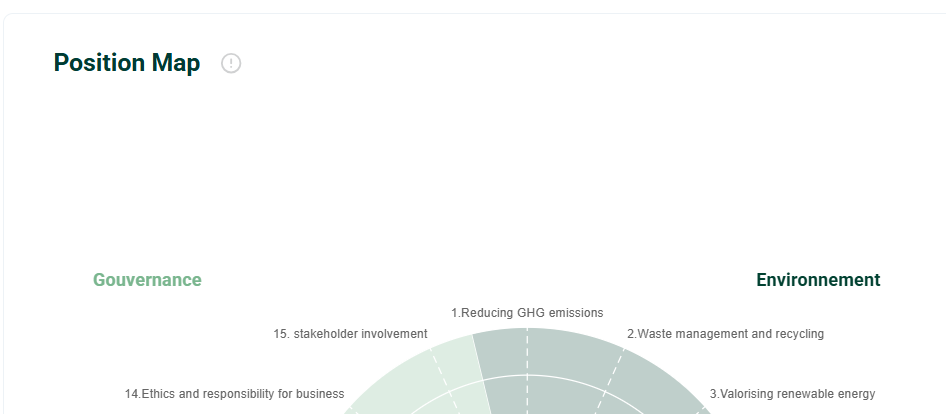 Position Map
Gouvernance
Environnement
1.Reducing GHG emissions
15. stakeholder involvement
2.Waste management and recycling
14.Ethics and responsibility for business
3.Valorising renewable energy